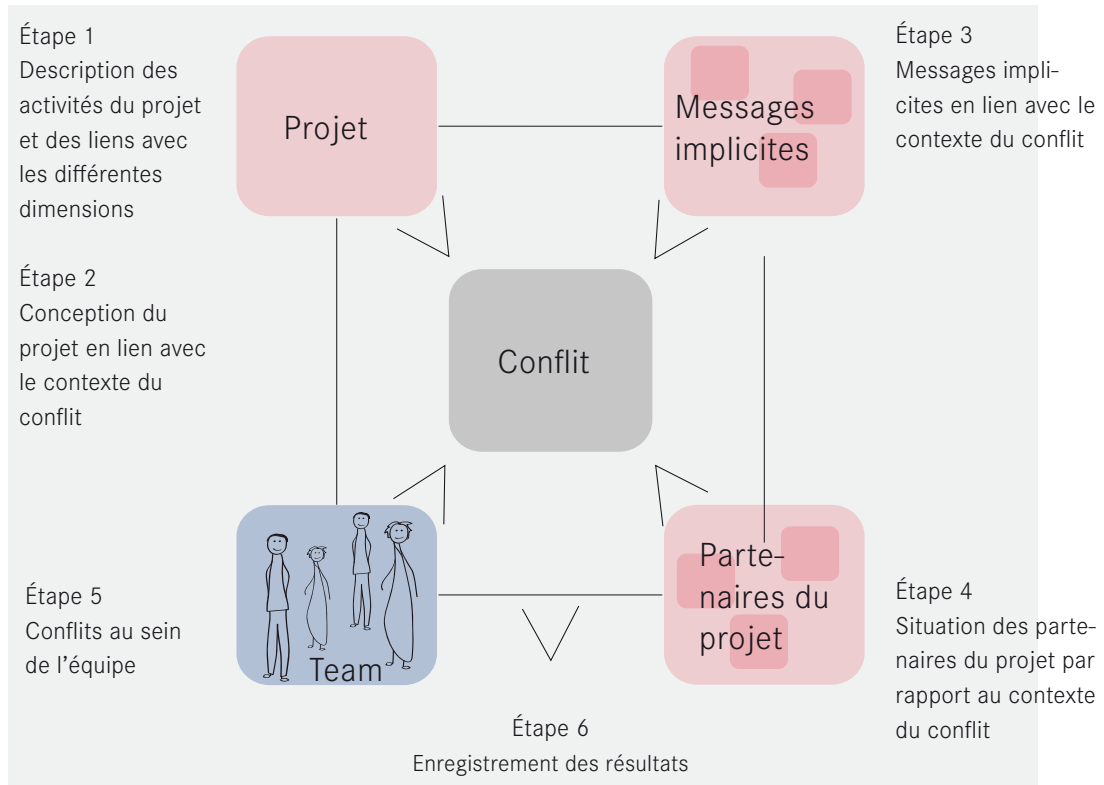 Étape 1
Description des
activités du projet
et des liens avec
les différentes
dimensions
Projet
Messages
implicites
Étape 3
Messages impli-
cites en lien avec le
contexte du conflit
Étape 2
Conception du
projet en lien avec
le contexte du
conflit
Conflit
Étape 5
Conflits au sein
de l'équipe
Team
Parte-
naires du
projet
Étape 4
Situation des parte-
naires du projet par
rapport au contexte
du conflit
Étape 6
Enregistrement des résultats